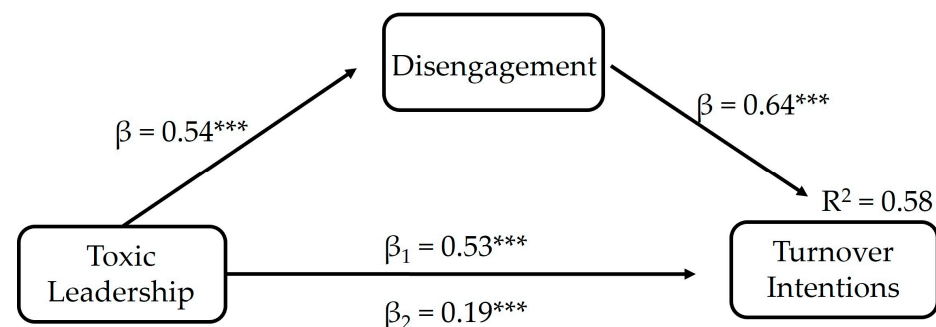 Disengagement
β = 0.54***
β = 0.64***
R² = 0.58
Toxic
Leadership
β₁ = 0.53***
β₂ = 0.19***
Turnover
Intentions